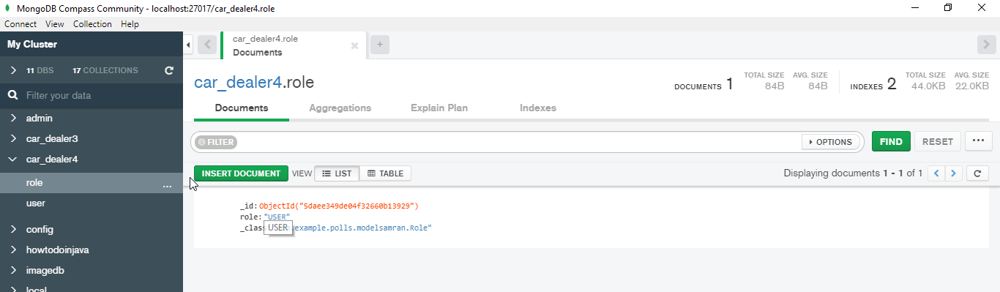 MongoDB Compass Community - localhost:27017/car_dealer4.role
Connect View Collection Help
My Cluster
11 DBS 17 COLLECTIONS
Filter your data
admin
car_dealer3
car_dealer4
role ...
user
config
howtodoinjava
imagedb
local
car_dealer4.role
Documents
car_dealer4.role
DOCUMENTS 1 TOTAL SIZE 84B AVG. SIZE 84B INDEXES 2 TOTAL SIZE 44.0KB AVG. SIZE 22.0KB
Documents Aggregations Explain Plan Indexes
FILTER OPTIONS FIND RESET ...
INSERT DOCUMENT VIEW LIST TABLE Displaying documents 1 - 1 of 1
_id: ObjectId("5daee349de04f32660b13929")
role: "USER"
_class example.polls.modelsamran.Role"
USER